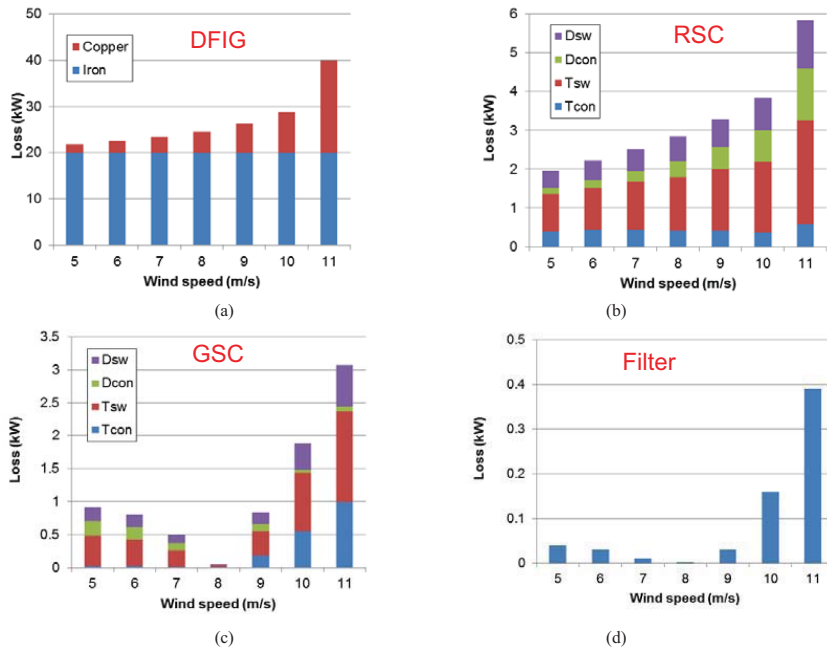 DFIG
Copper
Iron
Loss (kW)
50
40
30
20
10
0
5 6 7 8 9 10 11
Wind speed (m/s)
(a)
RSC
Dsw
Dcon
Tsw
Tcon
Loss (kW)
6
5
4
3
2
1
0
5 6 7 8 9 10 11
Wind speed (m/s)
(b)
GSC
Dsw
Dcon
Tsw
Tcon
Loss (kW)
3.5
3
2.5
2
1.5
1
0.5
0
5 6 7 8 9 10 11
Wind speed (m/s)
(c)
Filter
Loss (kW)
0.5
0.4
0.3
0.2
0.1
0
5 6 7 8 9 10 11
Wind speed (m/s)
(d)